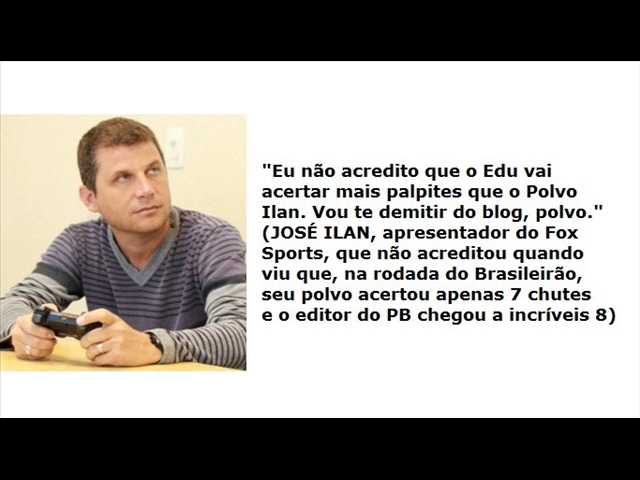 "Eu não acredito que o Edu vai
acertar mais palpites que o Polvo
Ilan. Vou te demitir do blog, polvo."
(JOSÉ ILAN, apresentador do Fox
Sports, que não acreditou quando
viu que, na rodada do Brasileirão,
seu polvo acertou apenas 7 chutes
e o editor do PB chegou a incríveis 8)